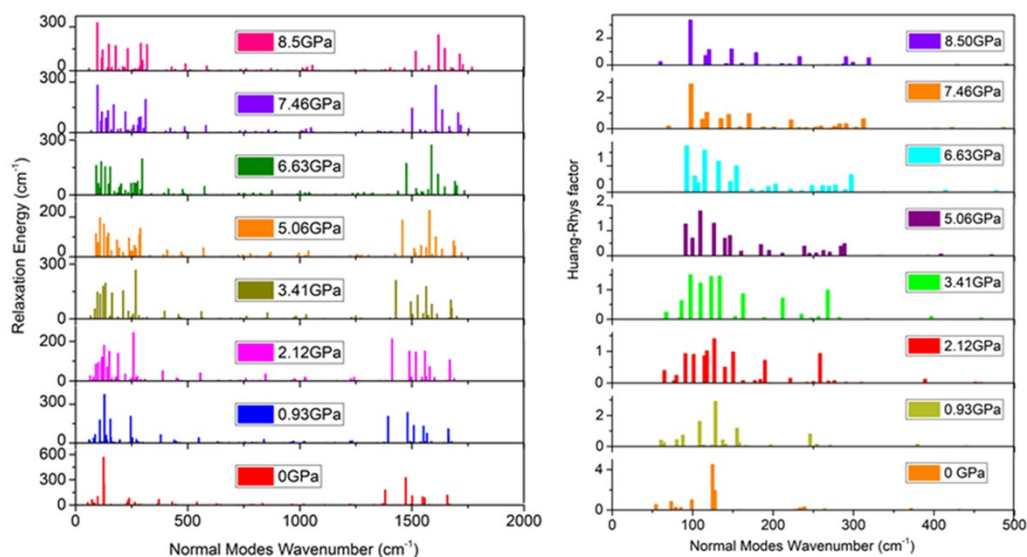 300
0
8.5GPa
300
0
7.46GPa
300
0
6.63GPa
200
0
5.06GPa
300
0
3.41GPa
200
0
2.12GPa
300
0
0.93GPa
600
300
0
0GPa
0 500 1000 1500 2000
Relaxation Energy (cm-1)
Normal Modes Wavenumber (cm-1)
2
0
8.50GPa
2
0
7.46GPa
1
0
6.63GPa
2
1
0
5.06GPa
1
0
3.41GPa
1
0
2.12GPa
2
0
0.93GPa
4
0
0 GPa
0 100 200 300 400 500
Huang-Rhys factor
Normal Modes Wavenumber (cm-1)